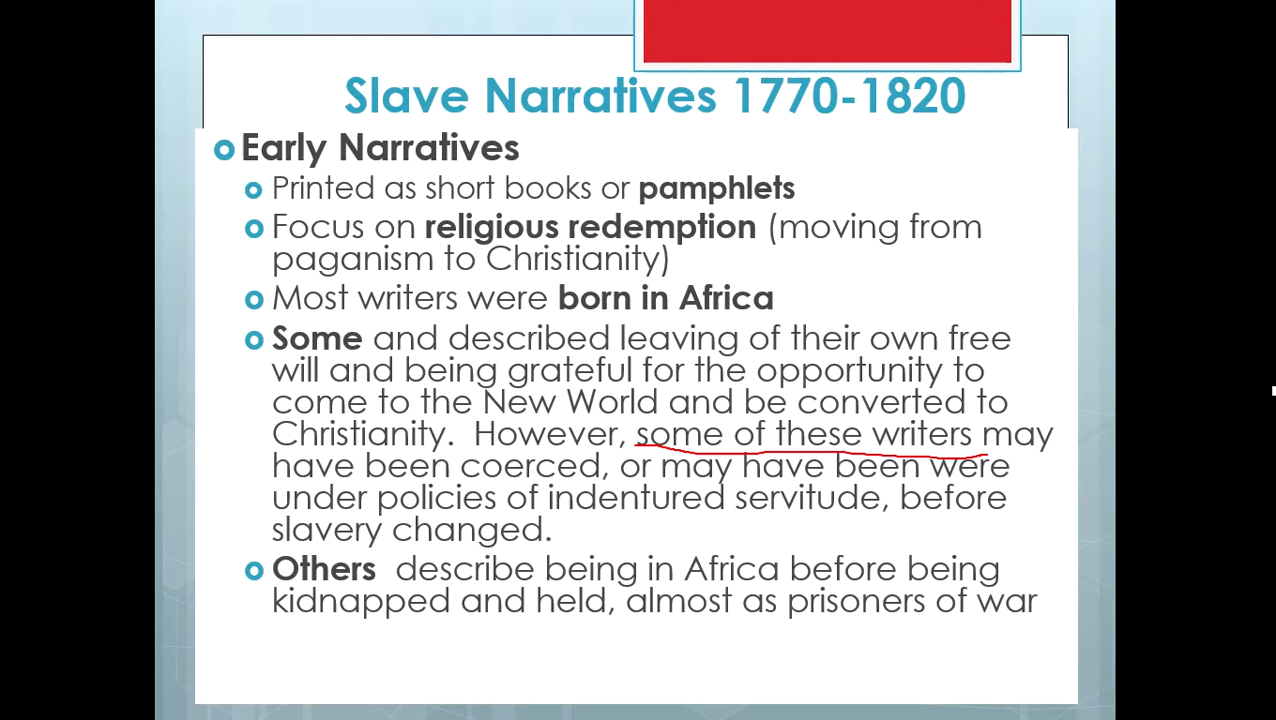 Slave Narratives 1770-1820
Early Narratives
Printed as short books or pamphlets
Focus on religious redemption (moving from
paganism to Christianity)
Most writers were born in Africa
Some and described leaving of their own free
will and being grateful for the opportunity to
come to the New World and be converted to
Christianity.  However, some of these writers may
have been coerced, or may have been were
under policies of indentured servitude, before
slavery changed.
Others  describe being in Africa before being
kidnapped and held, almost as prisoners of war